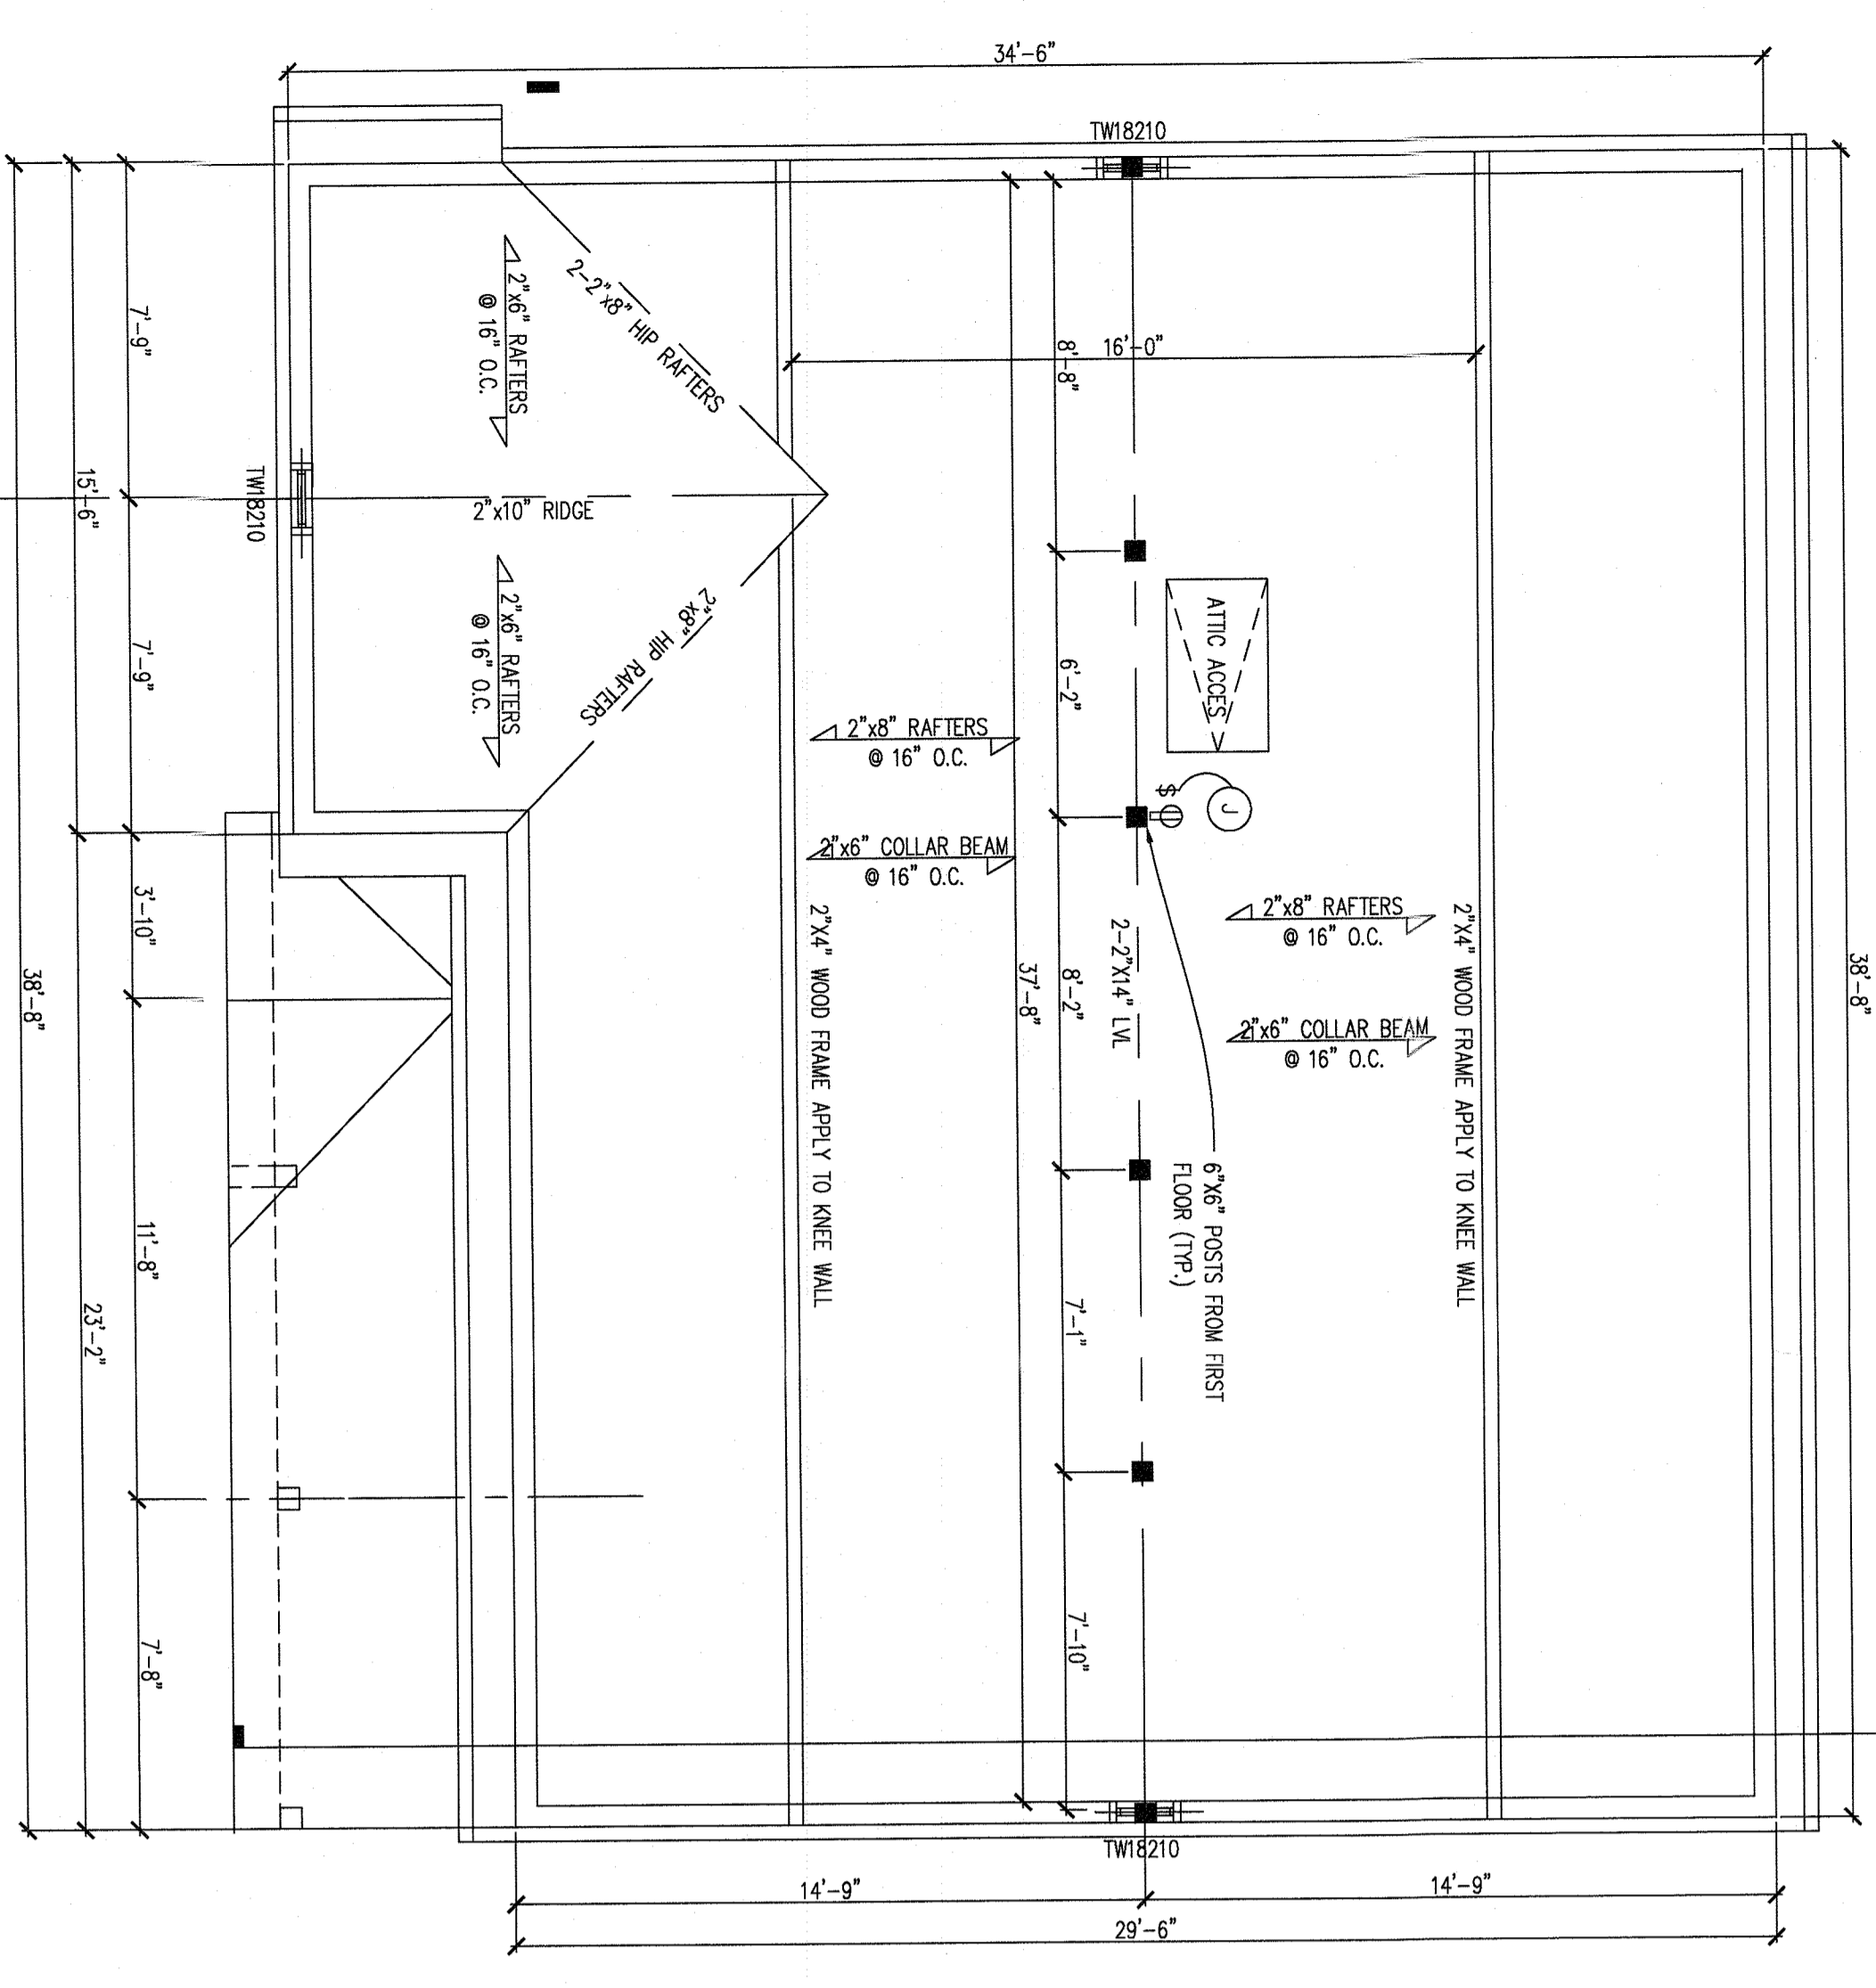 34'-6"
TW18210
38'-8"
16'-0"
8'-8"
7'-9"
2-2"x8" HIP RAFTERS
2"x6" RAFTERS
@ 16" O.C.
TW18210
15'-6"
2"x10" RIDGE
ATTIC ACCES
6'-2"
7'-9"
2"x8" HIP RAFTERS
2"x6" RAFTERS
@ 16" O.C.
2"x8" RAFTERS
@ 16" O.C.
$
J
2"x6" COLLAR BEAM
@ 16" O.C.
2"x8" RAFTERS
@ 16" O.C.
2"x6" COLLAR BEAM
@ 16" O.C.
3'-10"
38'-8"
37'-8"
8'-2"
2-2"X14" LVL
2"X4" WOOD FRAME APPLY TO KNEE WALL
2"X4" WOOD FRAME APPLY TO KNEE WALL
6"X6" POSTS FROM FIRST
FLOOR (TYP.)
11'-8"
23'-2"
7'-1"
7'-10"
7'-8"
TW18210
14'-9"
14'-9"
29'-6"